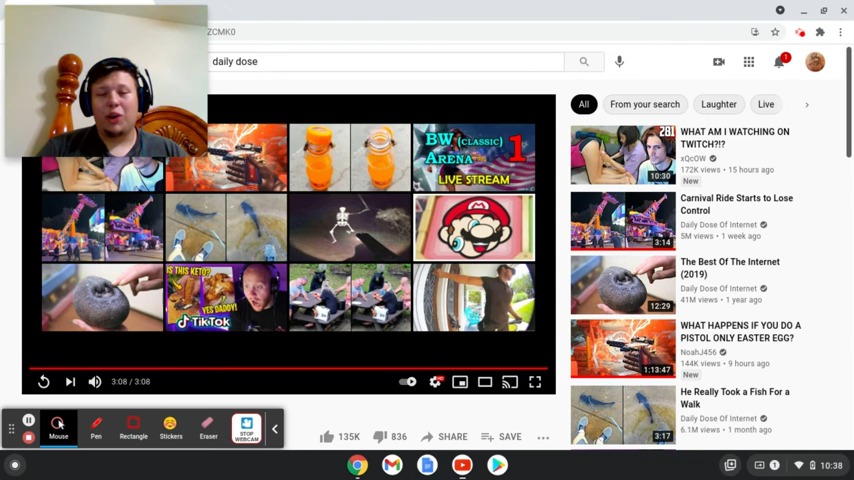 ZCMK0
daily dose
1
All
From your search
Laughter
Live
BW (CLASSIC)
ARENA 1
LIVE STREAM
IS THIS KETO?
YES DADDY!
TikTok
3:08 / 3:08
Mouse
Pen
Rectangle
Stickers
Eraser
STOP
WEBCAM
135K
836
SHARE
SAVE
281
10:30
WHAT AM I WATCHING ON
TWITCH?!?
xQcOW
172K views • 15 hours ago
New
3:14
Carnival Ride Starts to Lose
Control
Daily Dose Of Internet
5M views • 1 week ago
12:29
The Best Of The Internet
(2019)
Daily Dose Of Internet
41M views • 1 year ago
1:13:47
WHAT HAPPENS IF YOU DO A
PISTOL ONLY EASTER EGG?
NoahJ456
144K views • 9 hours ago
New
3:17
He Really Took a Fish For a
Walk
Daily Dose Of Internet
6.1M views • 1 month ago
1
10:38